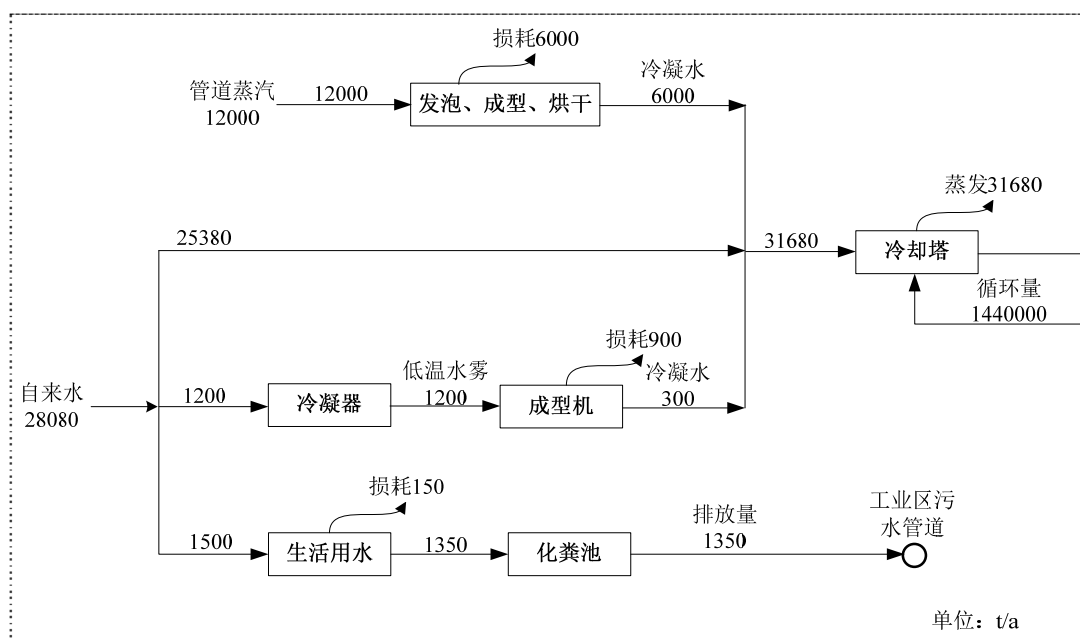 损耗6000
管道蒸汽
12000
12000
发泡、成型、烘干
冷凝水
6000
蒸发31680
25380
31680
冷却塔
循环量
1440000
损耗900
自来水
28080
1200
冷凝器
低温水雾
1200
成型机
冷凝水
300
损耗150
1500
生活用水
1350
化粪池
排放量
1350
工业区污
水管道
单位：t/a